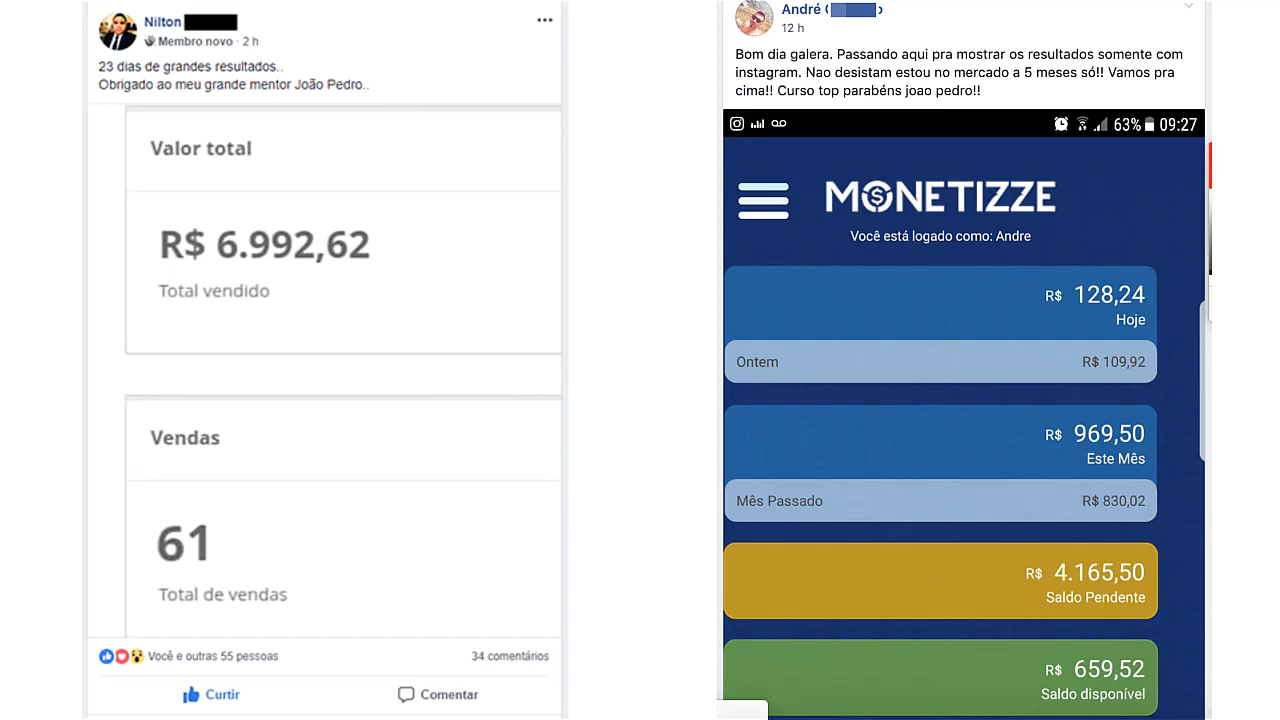 Nilton
Membro novo · 2 h
23 dias de grandes resultados..
Obrigado ao meu grande mentor João Pedro..
Valor total
R$ 6.992,62
Total vendido
Vendas
61
Total de vendas
Você e outras 55 pessoas
34 comentários
Curtir
Comentar
André
12 h
Bom dia galera. Passando aqui pra mostrar os resultados somente com
instagram. Nao desistam estou no mercado a 5 meses só!! Vamos pra
cima!! Curso top parabéns joao pedro!!
63% 09:27
MONETIZZE
Você está logado como: Andre
R$ 128,24
Hoje
Ontem R$ 109,92
R$ 969,50
Este Mês
Mês Passado R$ 830,02
R$ 4.165,50
Saldo Pendente
R$ 659,52
Saldo disponível